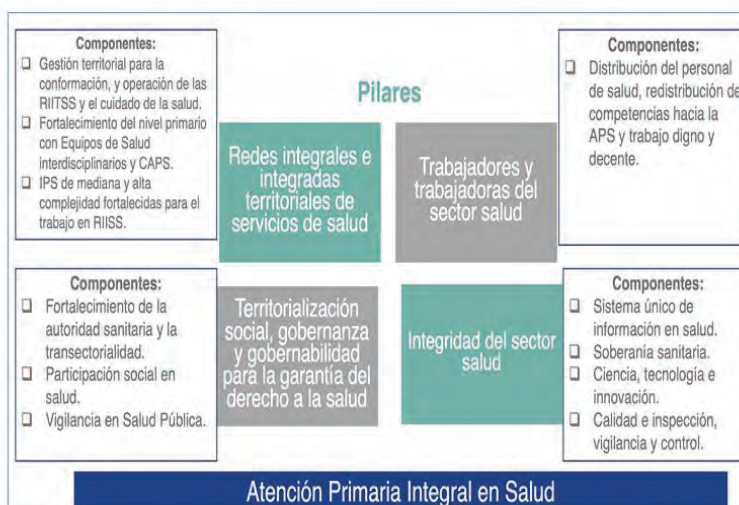 Componentes:
❑ Gestión territorial para la
conformación, y operación de las
RIITSS y el cuidado de la salud.
❑ Fortalecimiento del nivel primario
con Equipos de Salud
interdisciplinarios y CAPS.
❑ IPS de mediana y alta
complejidad fortalecidas para el
trabajo en RIISS.
Pilares
Redes integrales e
integradas
territoriales de
servicios de salud
Trabajadores y
trabajadoras del
sector salud
Componentes:
❑ Distribución del personal
de salud, redistribución de
competencias hacia la
APS y trabajo digno y
decente.
Componentes:
❑ Fortalecimiento de la
autoridad sanitaria y la
transectorialidad.
❑ Participación social en
salud.
❑ Vigilancia en Salud Pública.
Territorialización
social, gobernanza
y gobernabilidad
para la garantía del
derecho a la salud
Integridad del sector
salud
Componentes:
❑ Sistema único de
información en salud.
❑ Soberanía sanitaria.
❑ Ciencia, tecnología e
innovación.
❑ Calidad e inspección,
vigilancia y control.
Atención Primaria Integral en Salud